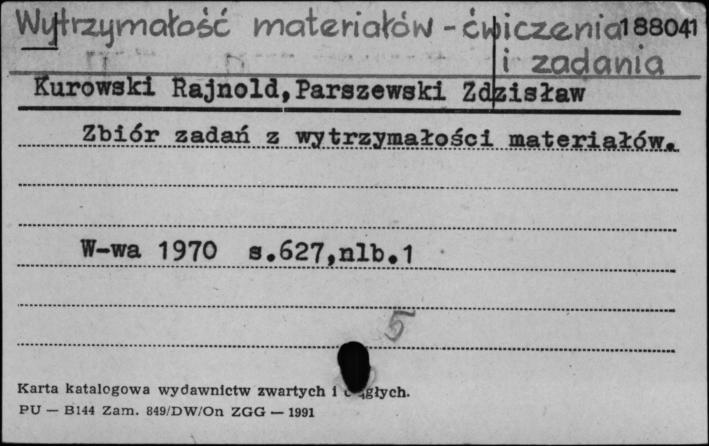 Wytrzymałość materiałów - ćwiczenia 188041
i zadania
Kurowski Rajnold, Parszewski Zdzisław
Zbiór zadań z wytrzymałości materiałów.
W-wa 1970 s.627,nlb.1
5
Karta katalogowa wydawnictw zwartych i ciągłych.
PU — B144 Zam. 849/DW/On ZGG — 1991